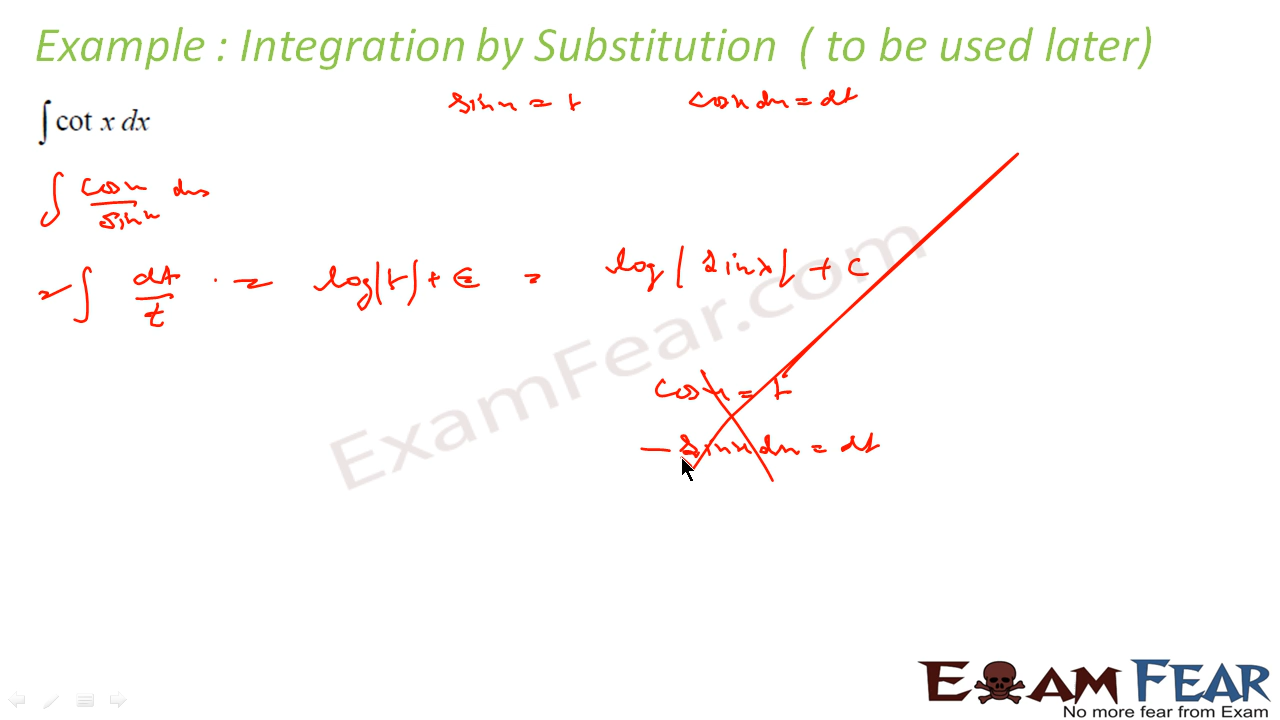 Example : Integration by Substitution ( to be used later)
sin x = t cos x dx = dt
∫ cot x dx
∫ cos x / sin x dx
= ∫ dt / t = log|t| + C = log | sin x | + C
cos x = t
− sin x dx = dt
ExamFear.com
EXAM FEAR
No more fear from Exam